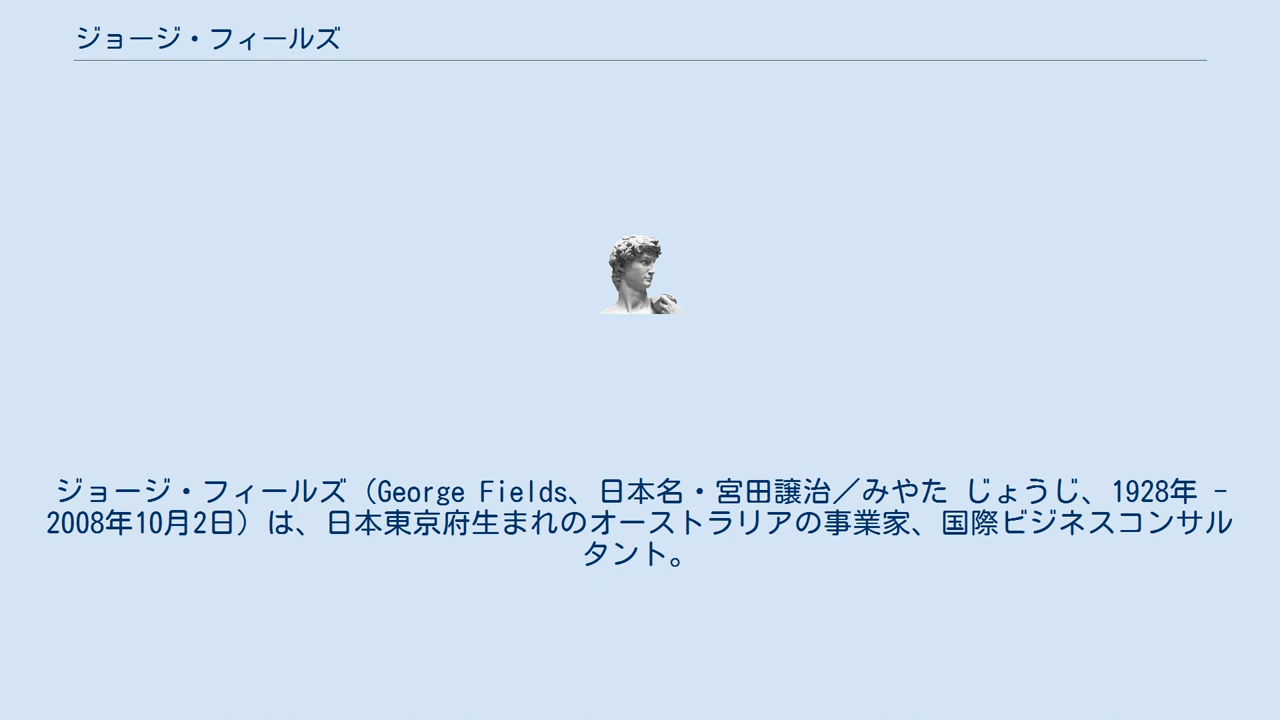 ジョージ・フィールズ
ジョージ・フィールズ（George Fields、日本名・宮田譲治／みやた じょうじ、1928年 -
2008年10月2日）は、日本東京府生まれのオーストラリアの事業家、国際ビジネスコンサル
タント。